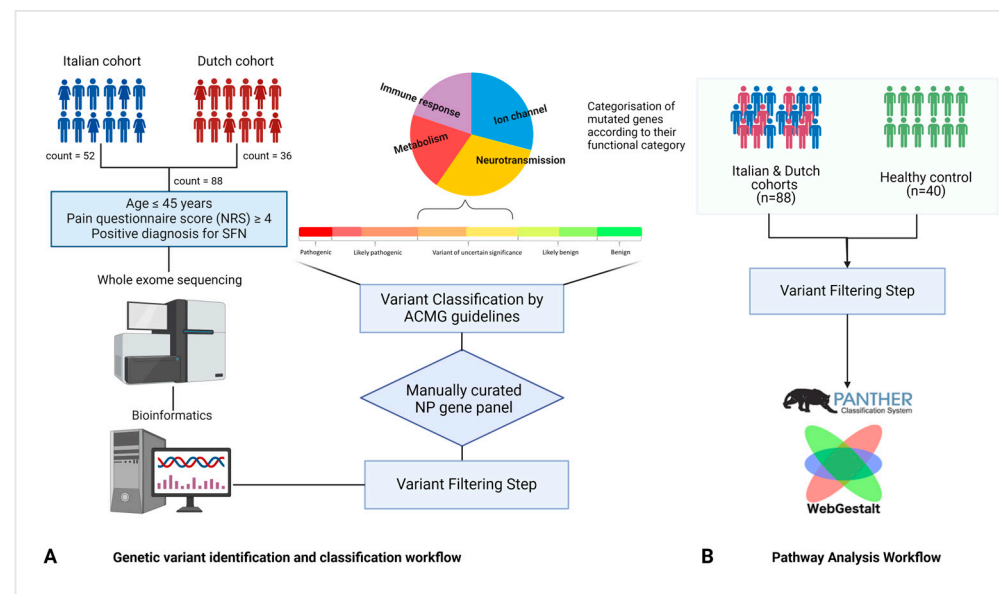 Italian cohort
Dutch cohort
count = 52
count = 36
count = 88
Age ≤ 45 years
Pain questionnaire score (NRS) ≥ 4
Positive diagnosis for SFN
Whole exome sequencing
Bioinformatics
Immune response
Ion channel
Metabolism
Neurotransmission
Categorisation of
mutated genes
according to their
functional category
Pathogenic
Likely pathogenic
Variant of uncertain significance
Likely benign
Benign
Variant Classification by
ACMG guidelines
Manually curated
NP gene panel
Variant Filtering Step
A
Genetic variant identification and classification workflow
Italian & Dutch
cohorts
(n=88)
Healthy control
(n=40)
Variant Filtering Step
PANTHER
Classification System
WebGestalt
B
Pathway Analysis Workflow